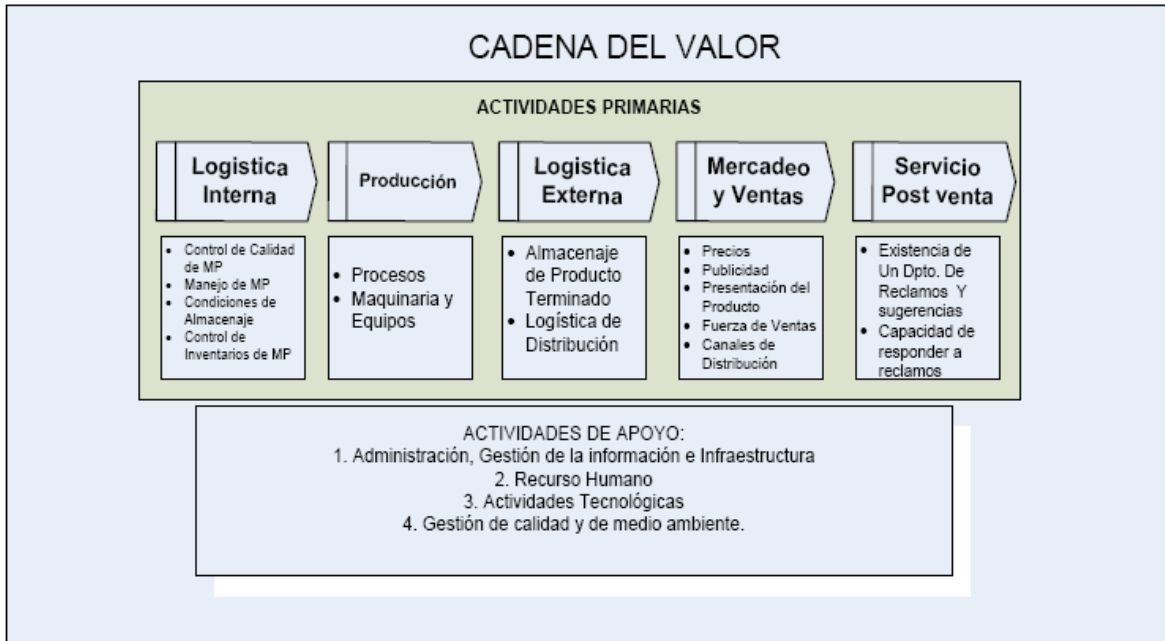 CADENA DEL VALOR
ACTIVIDADES PRIMARIAS
Logistica
Interna
Producción
Logistica
Externa
Mercadeo
y Ventas
Servicio
Post venta
• Control de Calidad
de MP
• Manejo de MP
• Condiciones de
Almacenaje
• Control de
Inventarios de MP
• Procesos
• Maquinaria y
Equipos
• Almacenaje
de Producto
Terminado
• Logística de
Distribución
• Precios
• Publicidad
• Presentación del
Producto
• Fuerza de Ventas
• Canales de
Distribución
• Existencia de
Un Dpto. De
Reclamos Y
sugerencias
• Capacidad de
responder a
reclamos
ACTIVIDADES DE APOYO:
1. Administración, Gestión de la información e Infraestructura
2. Recurso Humano
3. Actividades Tecnológicas
4. Gestión de calidad y de medio ambiente.